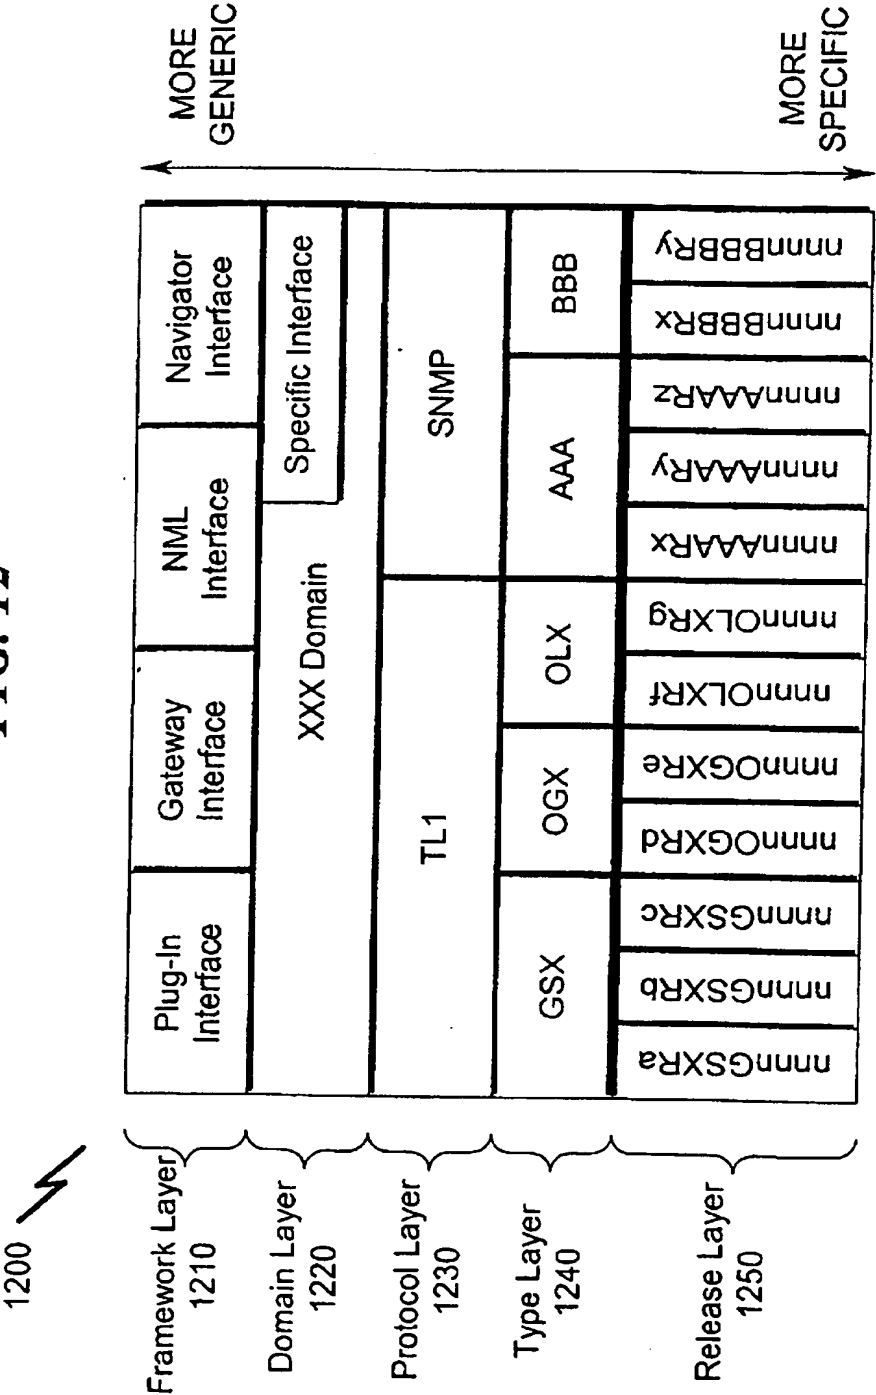 FIG. 12
1200
Framework Layer
1210
Plug-In
Interface
Gateway
Interface
NML
Interface
Navigator
Interface
MORE
GENERIC
Domain Layer
1220
XXX Domain
Specific Interface
Protocol Layer
1230
TL1
SNMP
Type Layer
1240
GSX
OGX
OLX
AAA
BBB
Release Layer
1250
nnnnGSXRa
nnnnGSXRb
nnnnGSXRc
nnnnOGXRd
nnnnOGXRe
nnnnOLXRf
nnnnOLXRg
nnnnAAARx
nnnnAAARy
nnnnAAARz
nnnnBBBRx
nnnnBBBRy
MORE
SPECIFIC